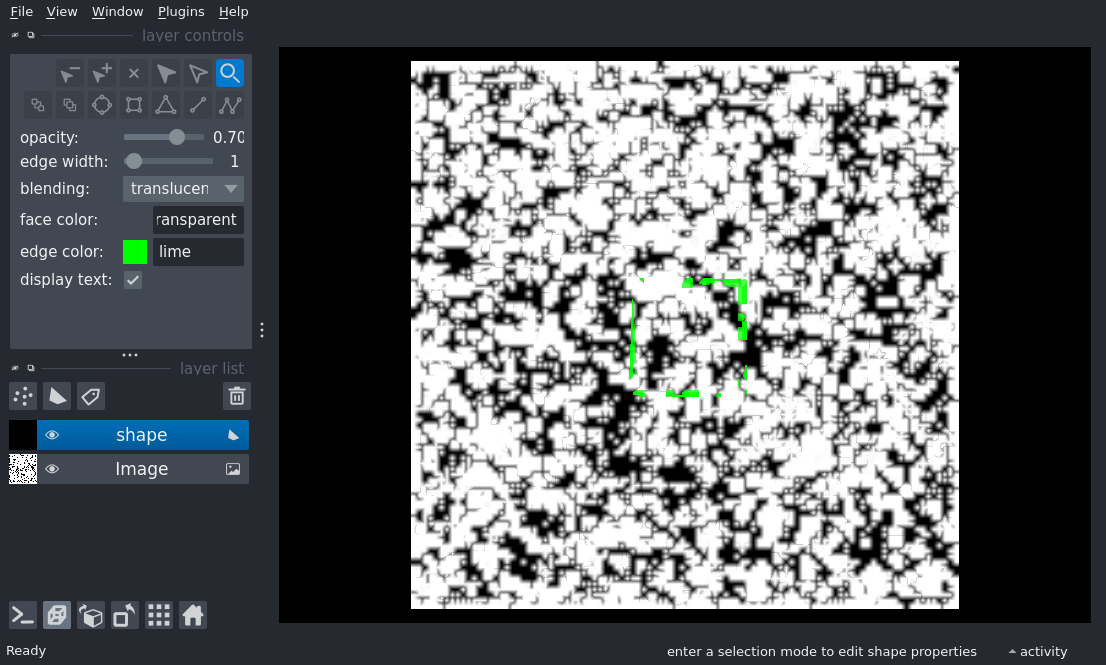 File View Window Plugins Help
layer controls
opacity: 0.70
edge width: 1
blending: translucen
face color: ransparent
edge color: lime
display text:
layer list
shape
Image
Ready
enter a selection mode to edit shape properties
activity